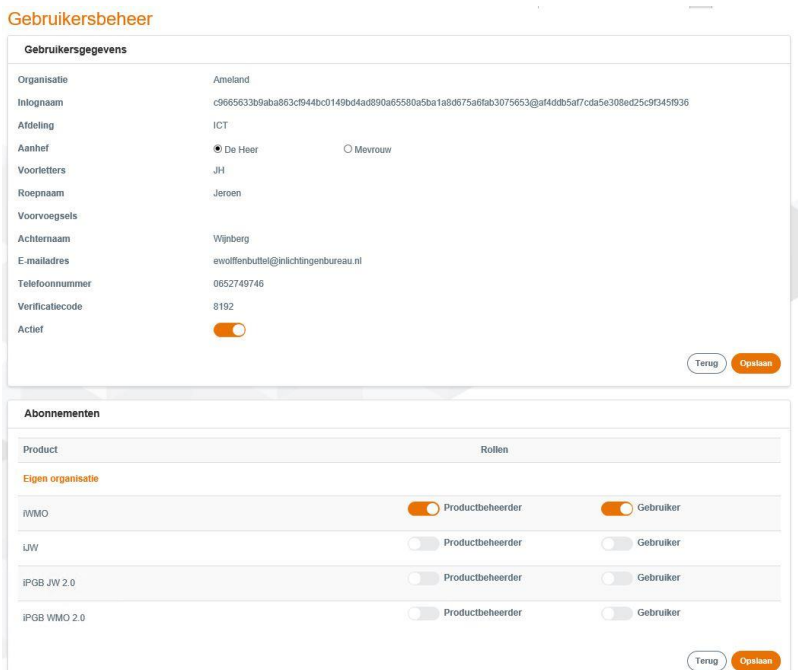 Gebruikersbeheer
Gebruikersgegevens
Organisatie Ameland
Inlognaam c9665633b9aba863cf944bc0149bd4ad890a65580a5ba1a8d675a6fab3075653@af4ddb5af7cda5e308ed25c9f345f936
Afdeling ICT
Aanhef De Heer Mevrouw
Voorletters JH
Roepnaam Jeroen
Voorvoegsels
Achternaam Wijnberg
E-mailadres ewolffenbuttel@inlichtingenbureau.nl
Telefoonnummer 0652749746
Verificatiecode 8192
Actief
Terug Opslaan
Abonnementen
Product Rollen
Eigen organisatie
iWMO Productbeheerder Gebruiker
iJW Productbeheerder Gebruiker
iPGB JW 2.0 Productbeheerder Gebruiker
iPGB WMO 2.0 Productbeheerder Gebruiker
Terug Opslaan